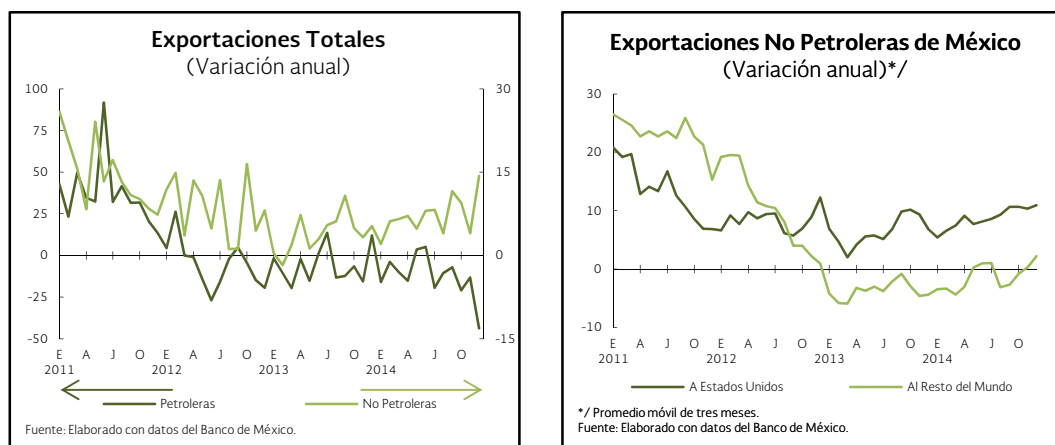 Exportaciones Totales
(Variación anual)
100
75
50
25
0
-25
-50
30
15
0
-15
E A J O E A J O E A J O E A J O
2011 2012 2013 2014
Petroleras No Petroleras
Fuente: Elaborado con datos del Banco de México.
Exportaciones No Petroleras de México
(Variación anual)*/
30
20
10
0
-10
E A J O E A J O E A J O E A J O
2011 2012 2013 2014
A Estados Unidos Al Resto del Mundo
*/ Promedio móvil de tres meses.
Fuente: Elaborado con datos del Banco de México.